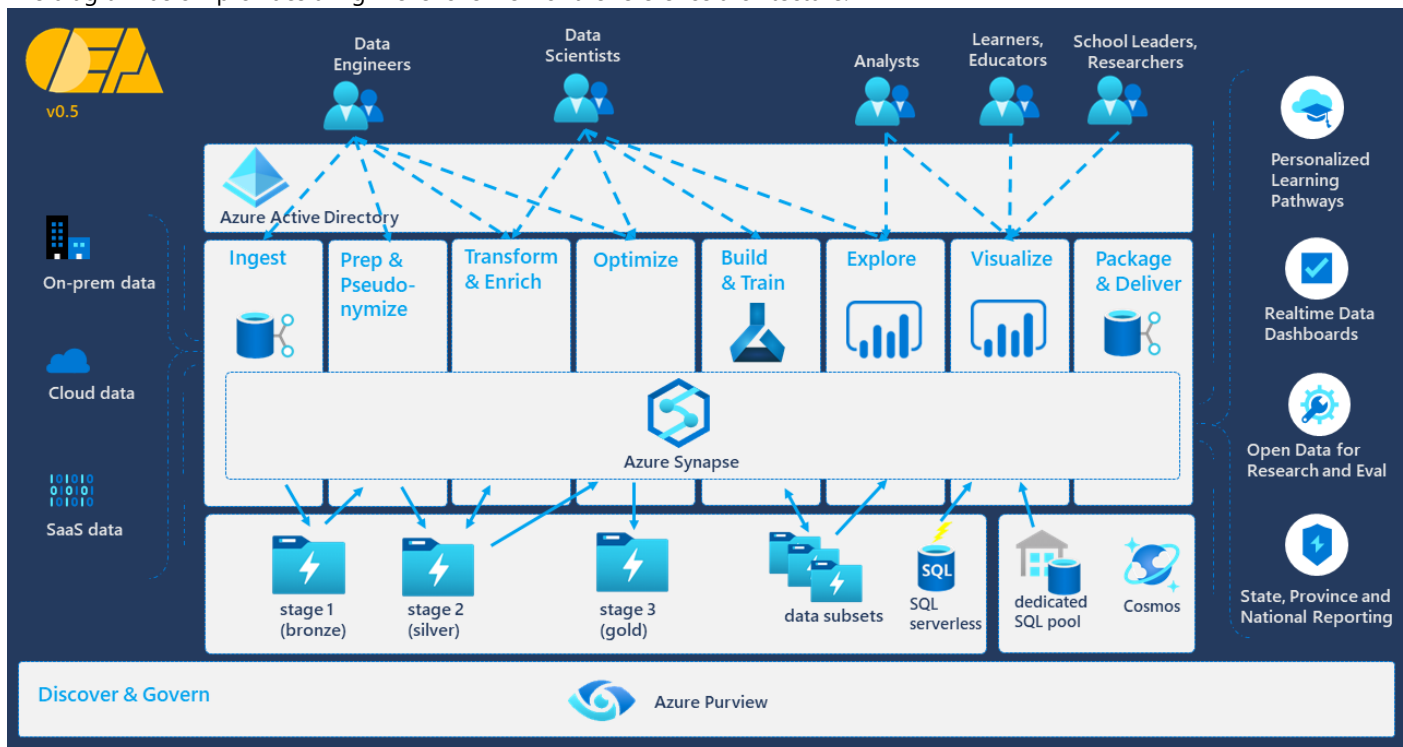 OEA
v0.5
Data
Engineers
Data
Scientists
Analysts
Learners,
Educators
School Leaders,
Researchers
Azure Active Directory
On-prem data
Cloud data
SaaS data
Ingest
Prep &
Pseudo-
nymize
Transform
& Enrich
Optimize
Build
& Train
Explore
Visualize
Package
& Deliver
Azure Synapse
stage 1
(bronze)
stage 2
(silver)
stage 3
(gold)
data subsets
SQL
SQL
serverless
dedicated
SQL pool
Cosmos
Personalized
Learning
Pathways
Realtime Data
Dashboards
Open Data for
Research and Eval
State, Province and
National Reporting
Discover & Govern
Azure Purview
101010
010101
101010